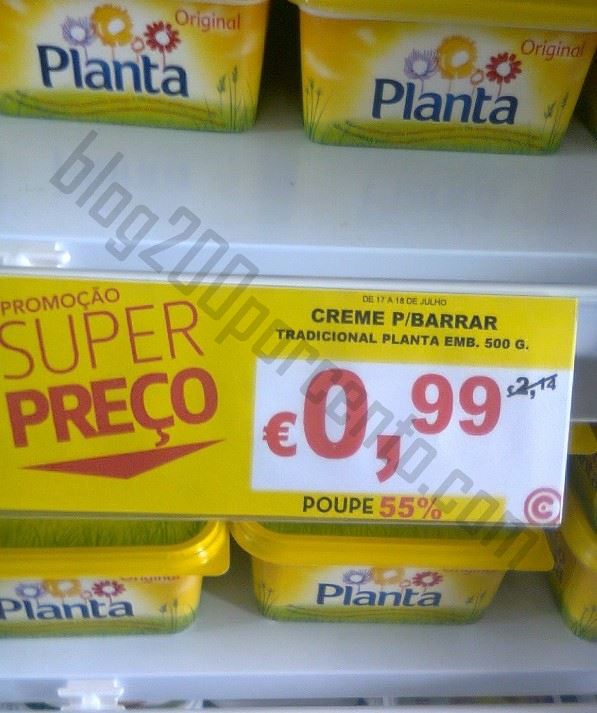 Original
Planta
Original
Planta
PROMOÇÃO
SUPER
PREÇO
DE 17 A 18 DE JULHO
CREME P/BARRAR
TRADICIONAL PLANTA EMB. 500 G.
€0,99
€2,14
POUPE 55%
C
blog200porcento.com
Original
Planta
Original
Planta